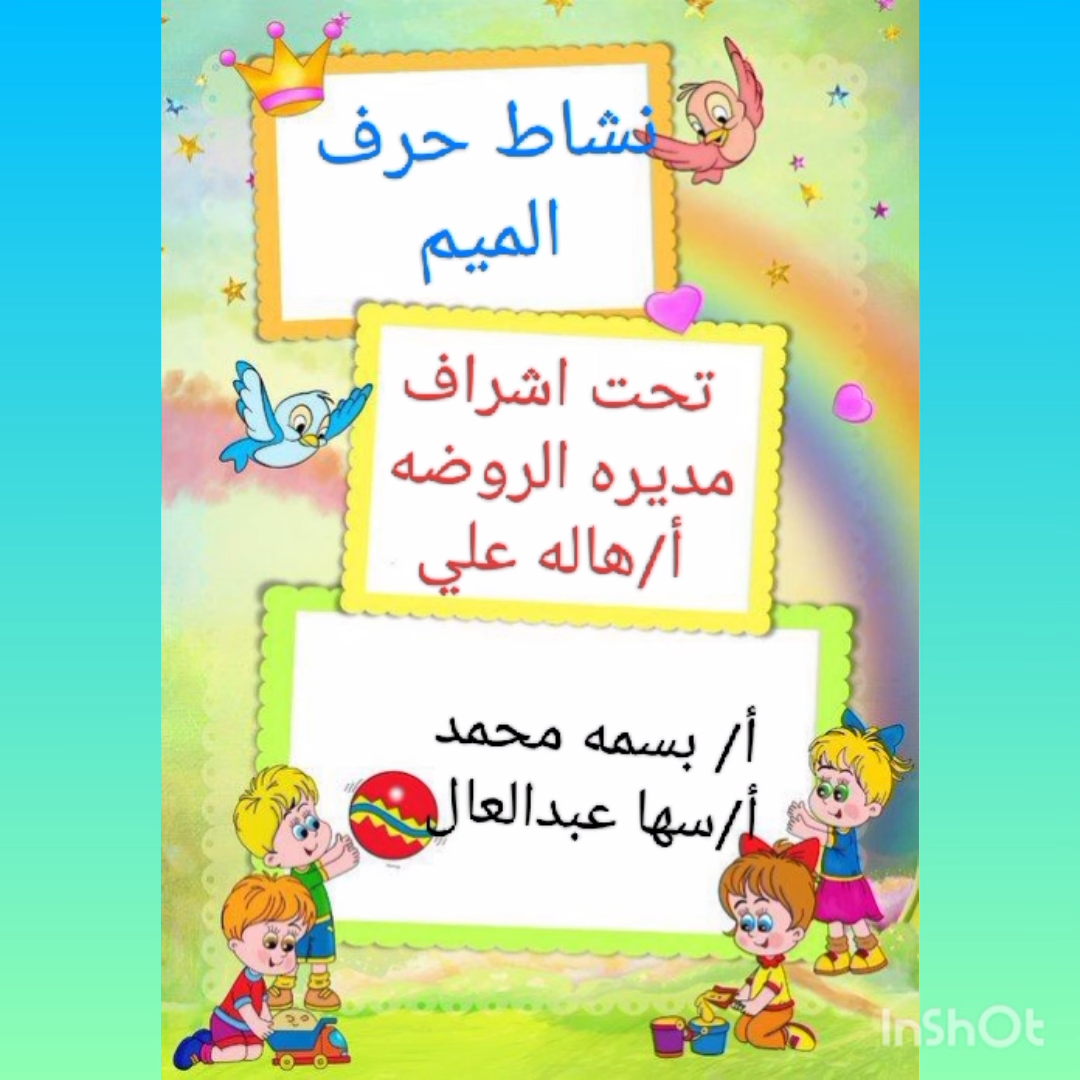 نشاط حرف
الميم
تحت اشراف
مديره الروضه
أ/هاله علي
أ/ بسمه محمد
أ/سها عبدالعال
InShOt